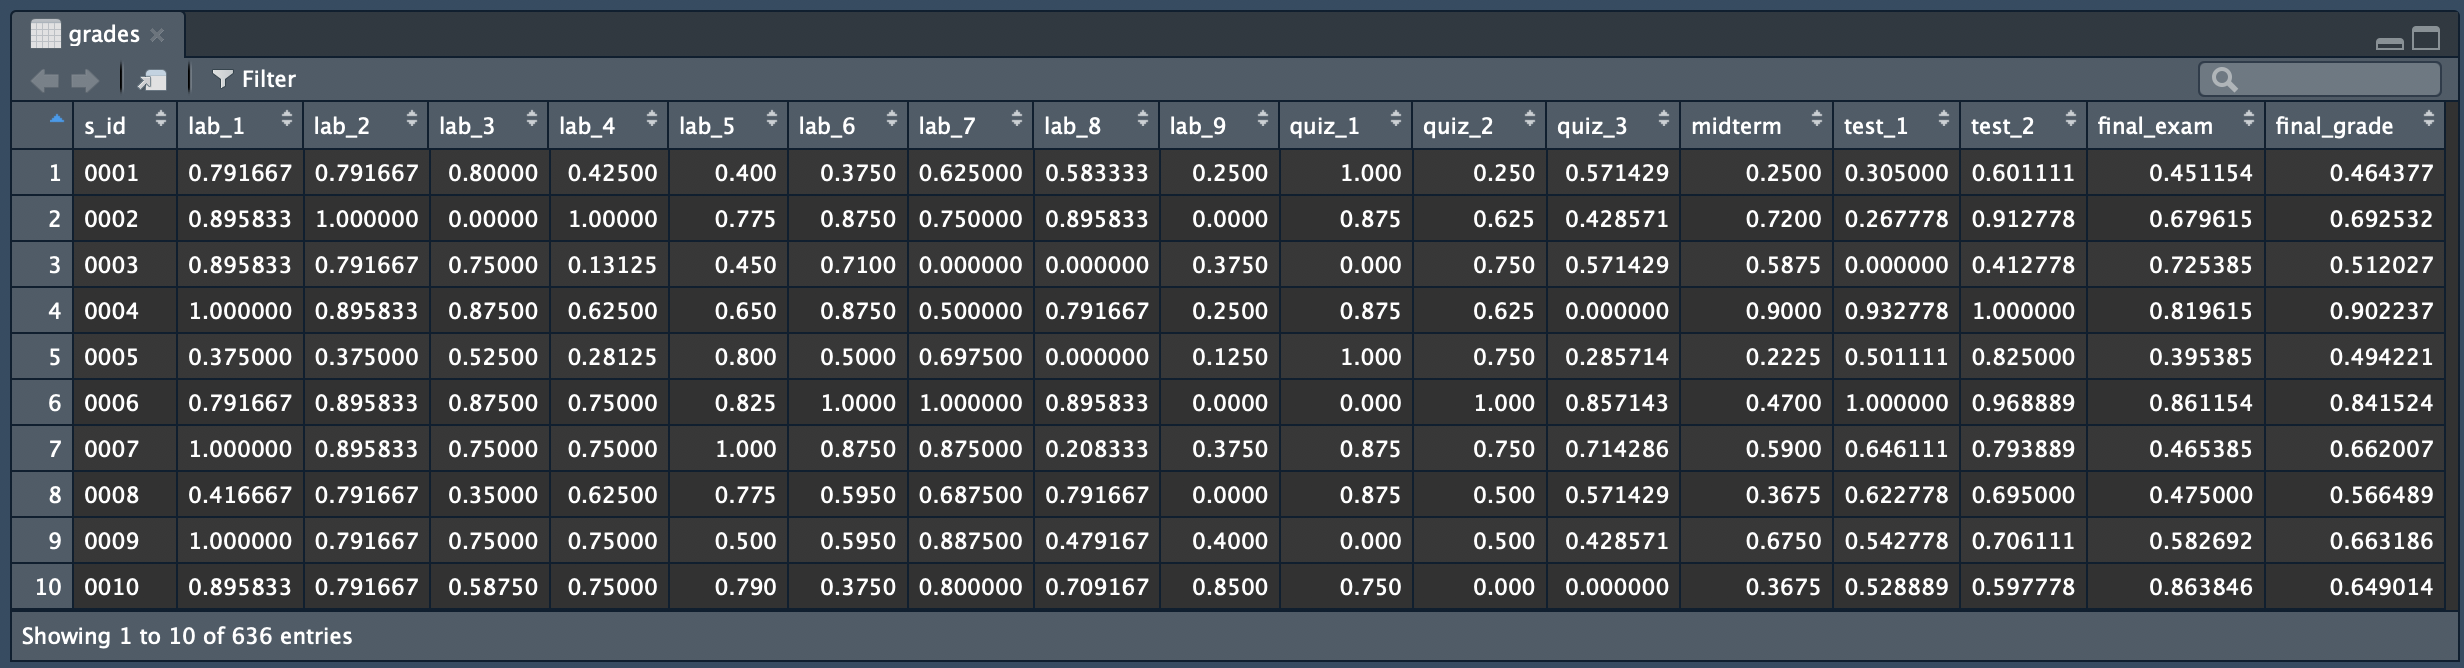 grades
Filter
s_id lab_1 lab_2 lab_3 lab_4 lab_5 lab_6 lab_7 lab_8 lab_9 quiz_1 quiz_2 quiz_3 midterm test_1 test_2 final_exam final_grade
1 0001 0.791667 0.791667 0.80000 0.42500 0.400 0.3750 0.625000 0.583333 0.2500 1.000 0.250 0.571429 0.2500 0.305000 0.601111 0.451154 0.464377
2 0002 0.895833 1.000000 0.00000 1.00000 0.775 0.8750 0.750000 0.895833 0.0000 0.875 0.625 0.428571 0.7200 0.267778 0.912778 0.679615 0.692532
3 0003 0.895833 0.791667 0.75000 0.13125 0.450 0.7100 0.000000 0.000000 0.3750 0.000 0.750 0.571429 0.5875 0.000000 0.412778 0.725385 0.512027
4 0004 1.000000 0.895833 0.87500 0.62500 0.650 0.8750 0.500000 0.791667 0.2500 0.875 0.625 0.000000 0.9000 0.932778 1.000000 0.819615 0.902237
5 0005 0.375000 0.375000 0.52500 0.28125 0.800 0.5000 0.697500 0.000000 0.1250 1.000 0.750 0.285714 0.2225 0.501111 0.825000 0.395385 0.494221
6 0006 0.791667 0.895833 0.87500 0.75000 0.825 1.0000 1.000000 0.895833 0.0000 0.000 1.000 0.857143 0.4700 1.000000 0.968889 0.861154 0.841524
7 0007 1.000000 0.895833 0.75000 0.75000 1.000 0.8750 0.875000 0.208333 0.3750 0.875 0.750 0.714286 0.5900 0.646111 0.793889 0.465385 0.662007
8 0008 0.416667 0.791667 0.35000 0.62500 0.775 0.5950 0.687500 0.791667 0.0000 0.875 0.500 0.571429 0.3675 0.622778 0.695000 0.475000 0.566489
9 0009 1.000000 0.791667 0.75000 0.75000 0.500 0.5950 0.887500 0.479167 0.4000 0.000 0.500 0.428571 0.6750 0.542778 0.706111 0.582692 0.663186
10 0010 0.895833 0.791667 0.58750 0.75000 0.790 0.3750 0.800000 0.709167 0.8500 0.750 0.000 0.000000 0.3675 0.528889 0.597778 0.863846 0.649014
Showing 1 to 10 of 636 entries